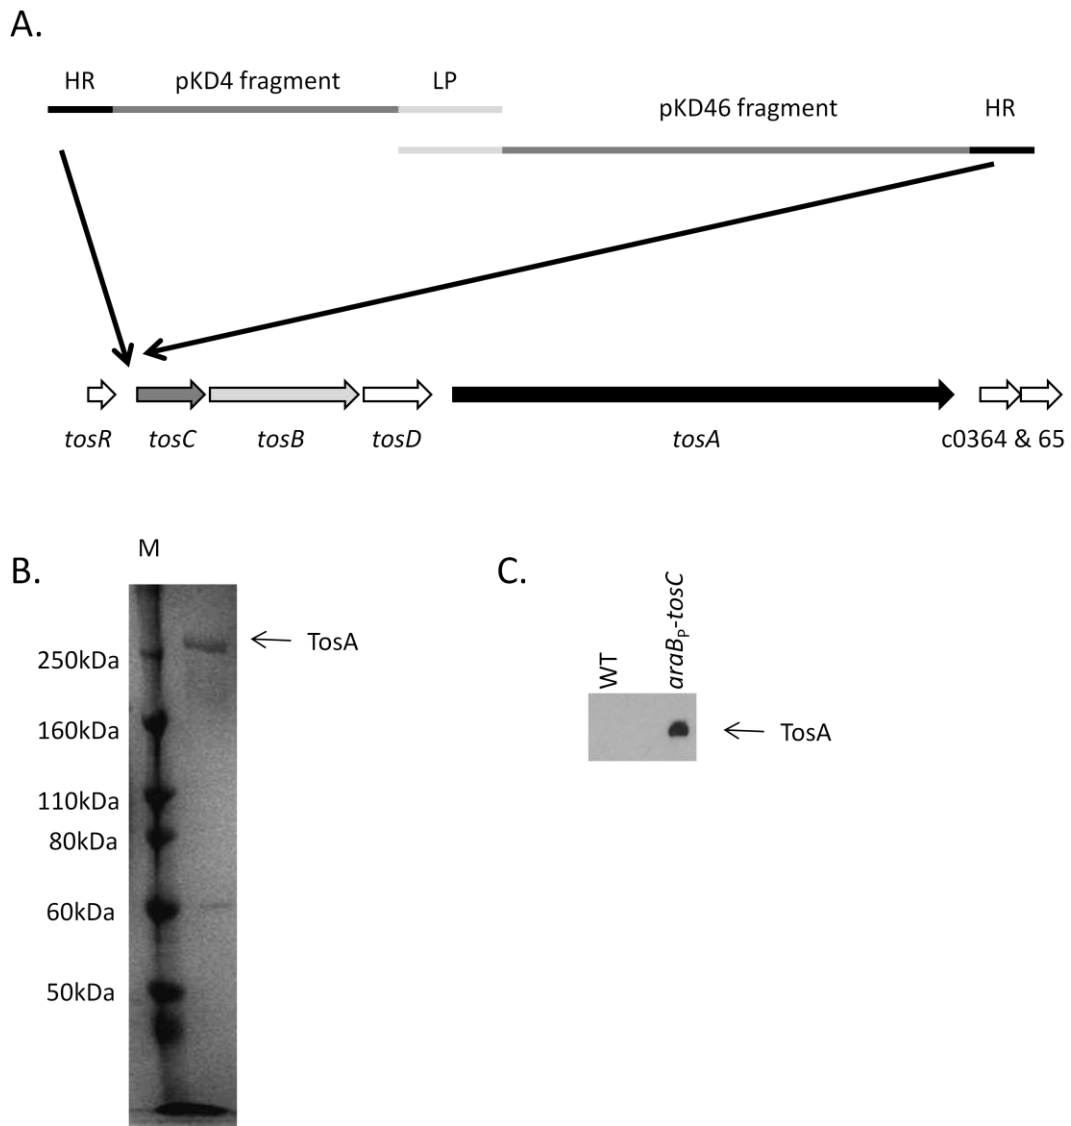 A.
HR pKD4 fragment LP
pKD46 fragment HR
tosR tosC tosB tosD tosA c0364 & 65
B.
M
250kDa
160kDa
110kDa
80kDa
60kDa
50kDa
TosA
C.
WT
araBP-tosC
TosA